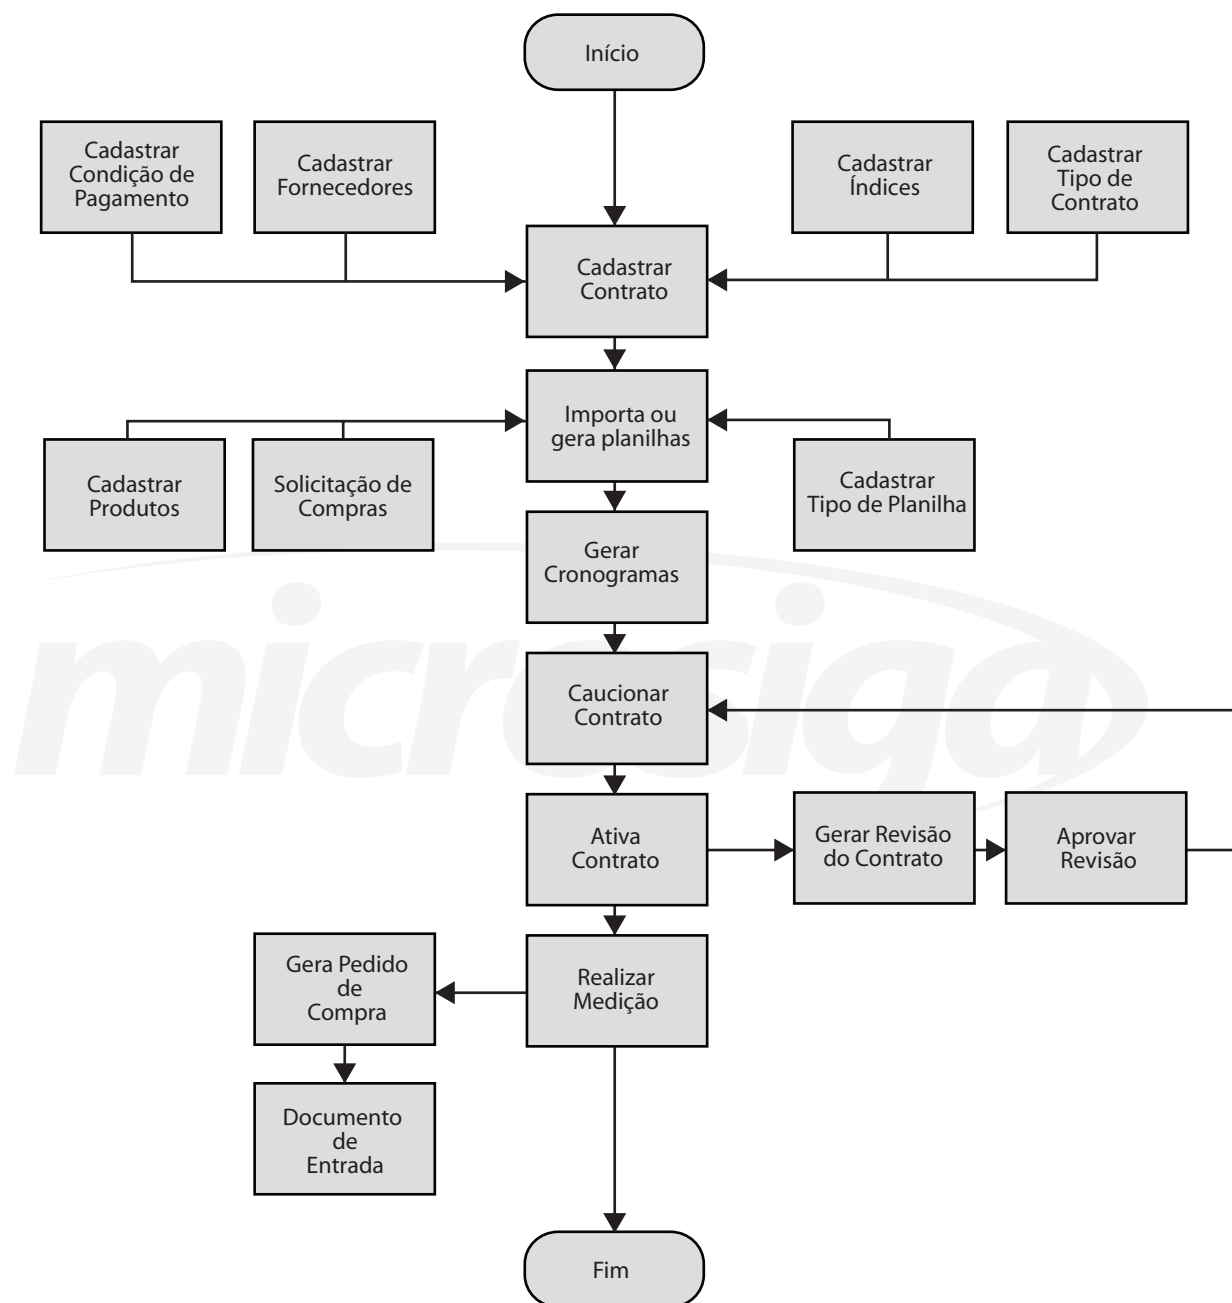 Início
Cadastrar
Condição de
Pagamento
Cadastrar
Fornecedores
Cadastrar
Índices
Cadastrar
Tipo de
Contrato
Cadastrar
Contrato
Importa ou
gera planilhas
Cadastrar
Produtos
Solicitação de
Compras
Cadastrar
Tipo de Planilha
Gerar
Cronogramas
microsiga
Caucionar
Contrato
Ativa
Contrato
Gerar Revisão
do Contrato
Aprovar
Revisão
Gera Pedido
de
Compra
Realizar
Medição
Documento
de
Entrada
Fim